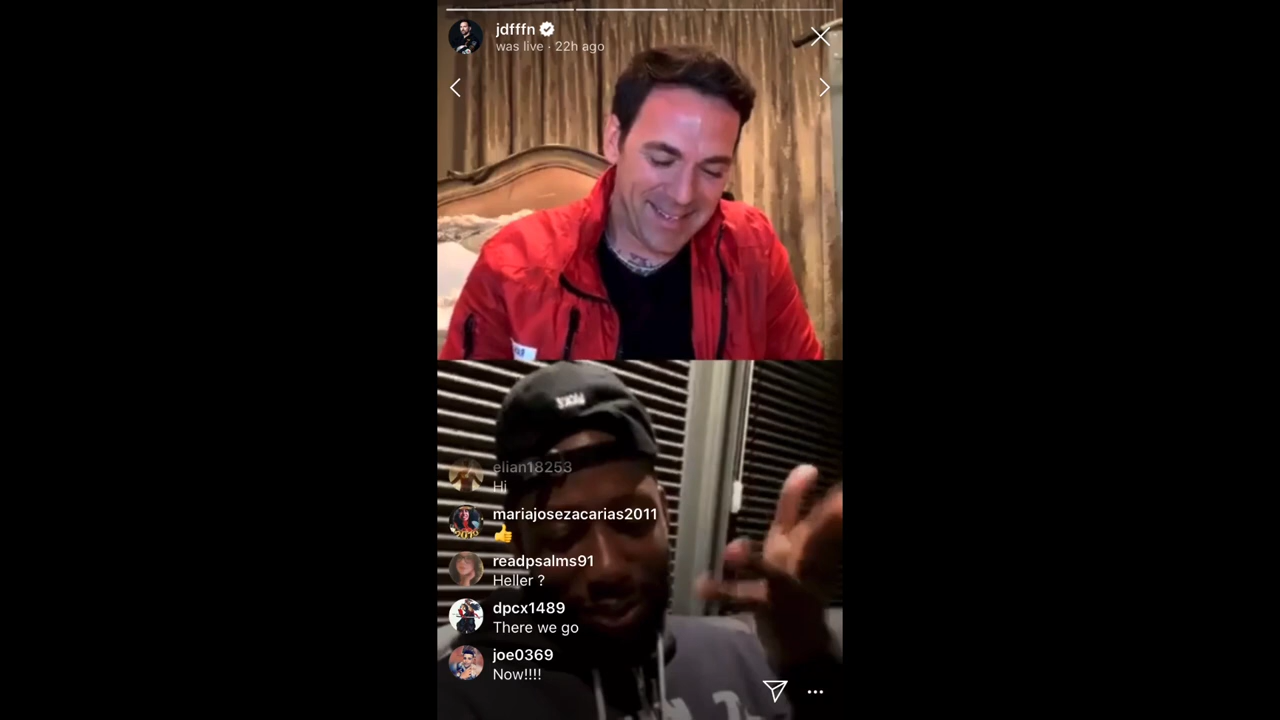 jdfffn
was live · 22h ago
elian18253
Hi
mariajosezacarias2011
👍
readpsalms91
Heller ?
dpcx1489
There we go
joe0369
Now!!!!